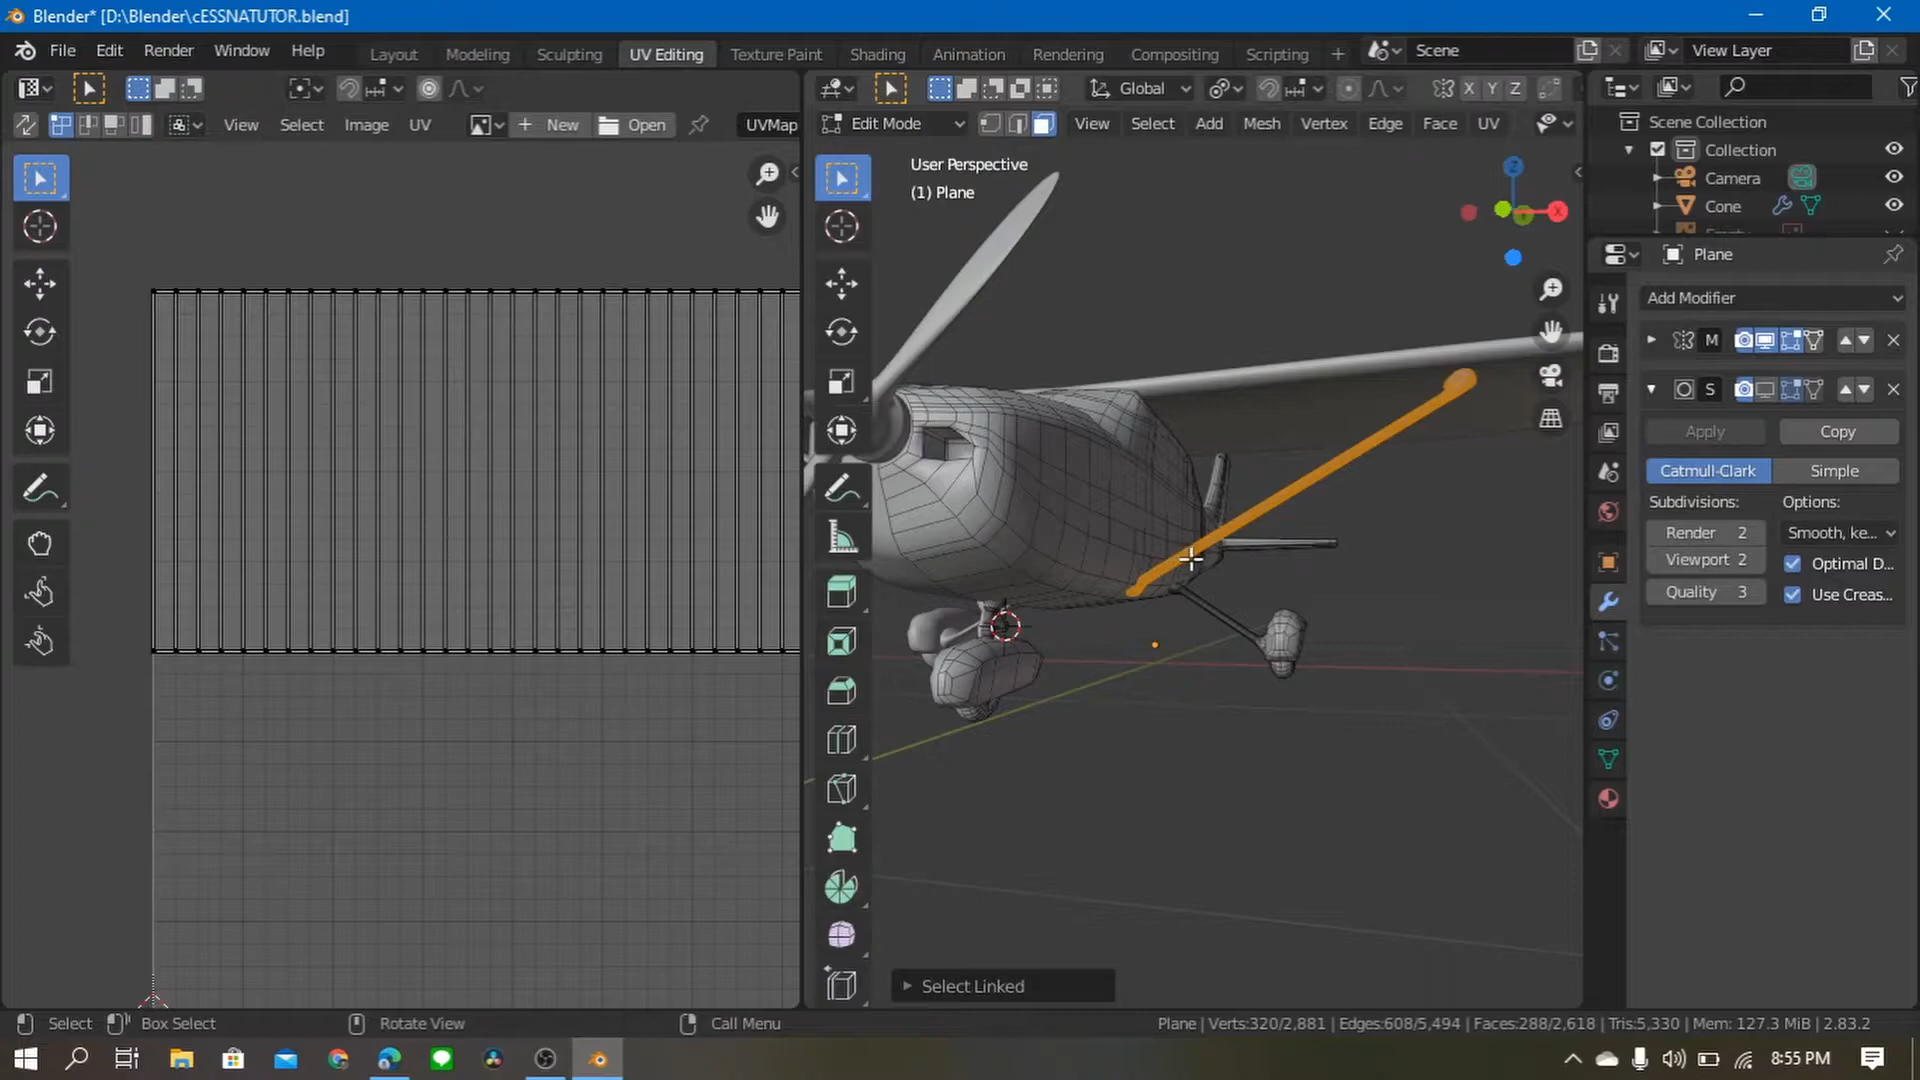 Blender* [D:\Blender\cESSNATUTOR.blend]
File Edit Render Window Help
Layout Modeling Sculpting UV Editing Texture Paint Shading Animation Rendering Compositing Scripting +
Scene
View Layer
Global
X Y Z
View Select Image UV
New Open
UVMap
Edit Mode
View Select Add Mesh Vertex Edge Face UV
User Perspective
(1) Plane
Z
X
Scene Collection
Collection
Camera
Cone
Plane
Add Modifier
M
S
Apply Copy
Catmull-Clark Simple
Subdivisions: Options:
Render 2 Smooth, ke...
Viewport 2 Optimal D...
Quality 3 Use Creas...
Select Linked
Select Box Select Rotate View Call Menu
Plane | Verts:320/2,881 | Edges:608/5,494 | Faces:288/2,618 | Tris:5,330 | Mem: 127.3 MiB | 2.83.2
8:55 PM